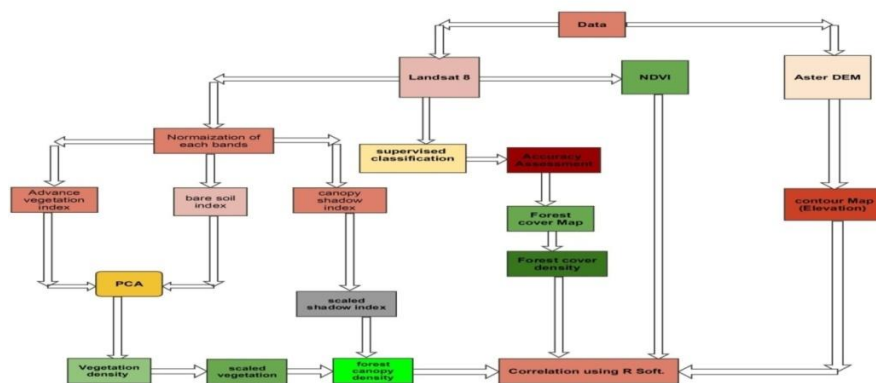 Data
Landsat 8
NDVI
Aster DEM
Normaization of
each bands
supervised
classification
Accuracy
Assessment
Advance
vegetation
index
bare soil
index
canopy
shadow
index
Forest
cover Map
contour Map
(Elevation)
Forest cover
density
PCA
scaled
shadow index
Vegetation
density
scaled
vegetation
forest
canopy
density
Correlation using R Soft.